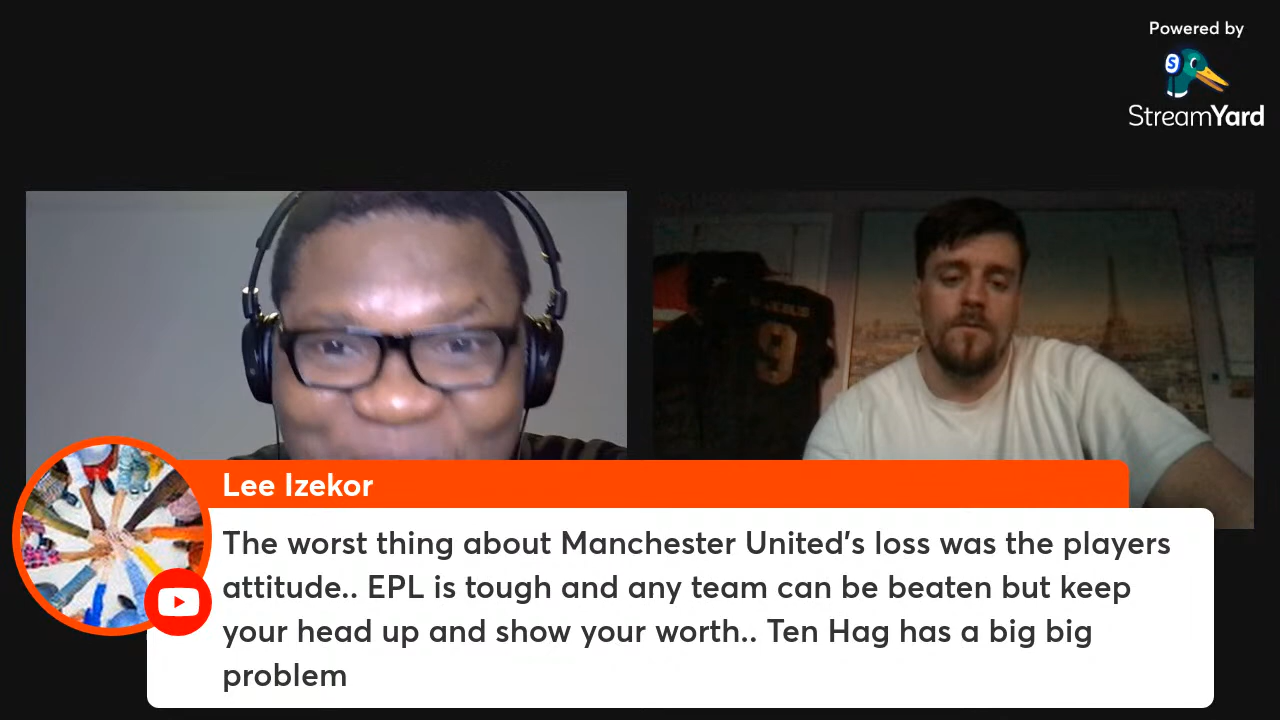 Powered by
S
StreamYard
9
Lee Izekor
The worst thing about Manchester United's loss was the players
attitude.. EPL is tough and any team can be beaten but keep
your head up and show your worth.. Ten Hag has a big big
problem